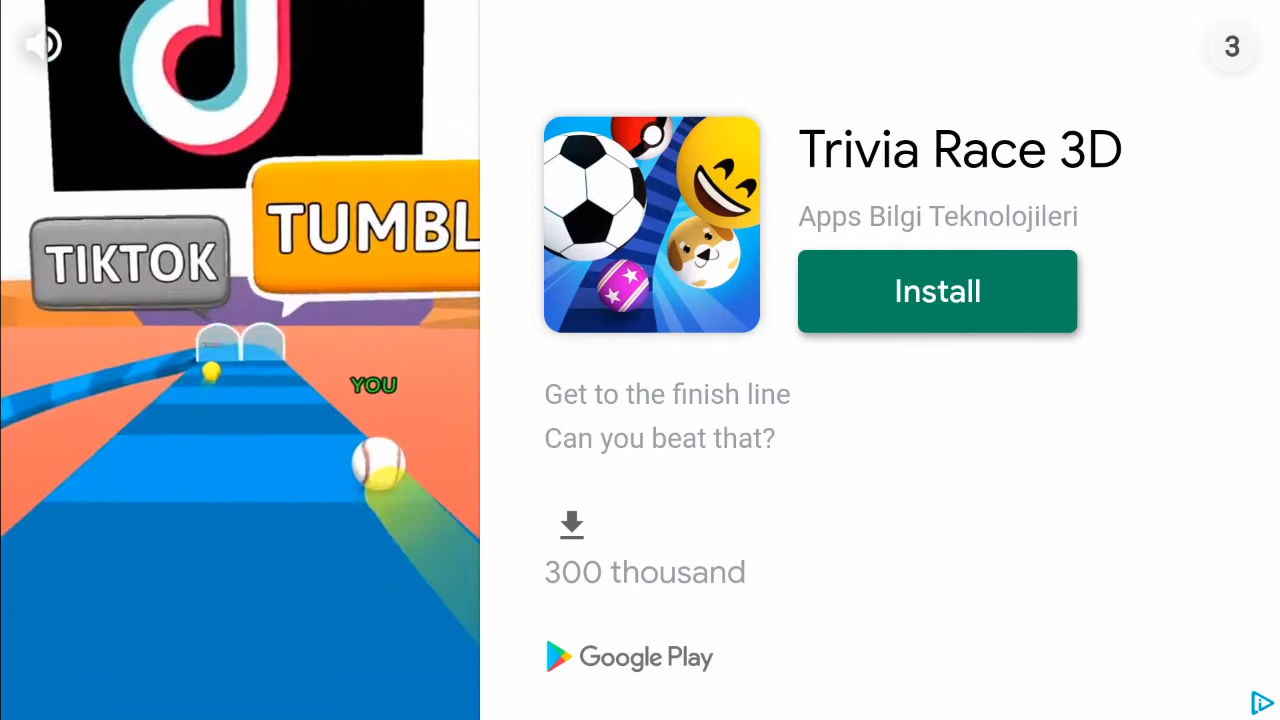 3
TIKTOK
TUMBL
YOU
Trivia Race 3D
Apps Bilgi Teknolojileri
Install
Get to the finish line
Can you beat that?
300 thousand
Google Play